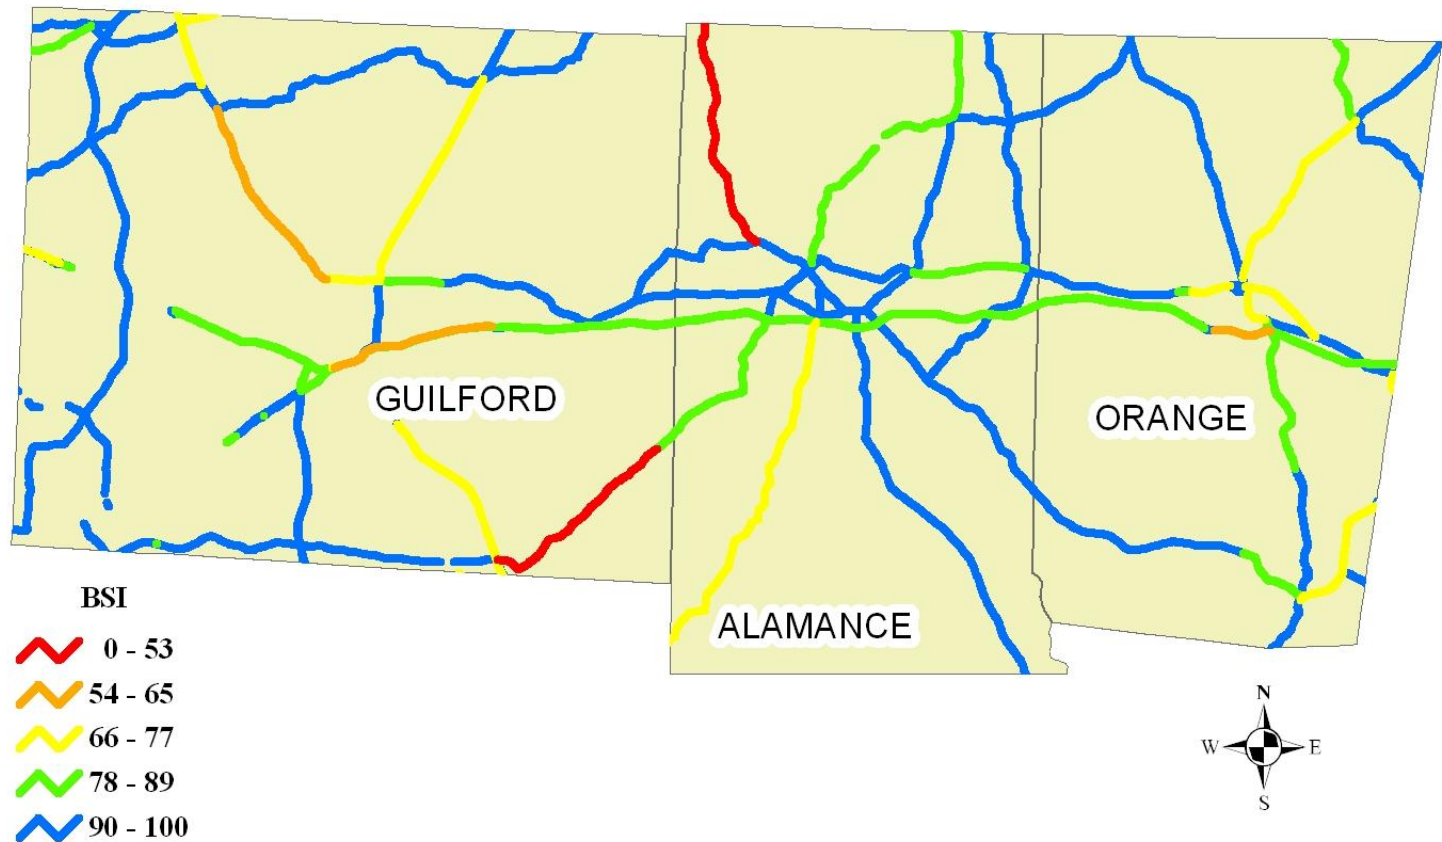 GUILFORD
ORANGE
ALAMANCE
BSI
0 - 53
54 - 65
66 - 77
78 - 89
90 - 100
N
W E
S